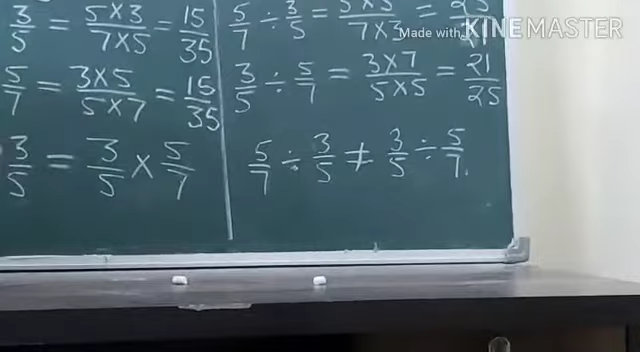 Made with KINEMASTER
3/5 = 5×3/7×5 = 15/35
5/7 = 3×5/5×7 = 15/35
3/5 = 3/5 × 5/7
5/7 ÷ 3/5 = 5×5/7×3 =
3/5 ÷ 5/7 = 3×7/5×5 = 21/25
5/7 ÷ 3/5 ≠ 3/5 ÷ 5/7.